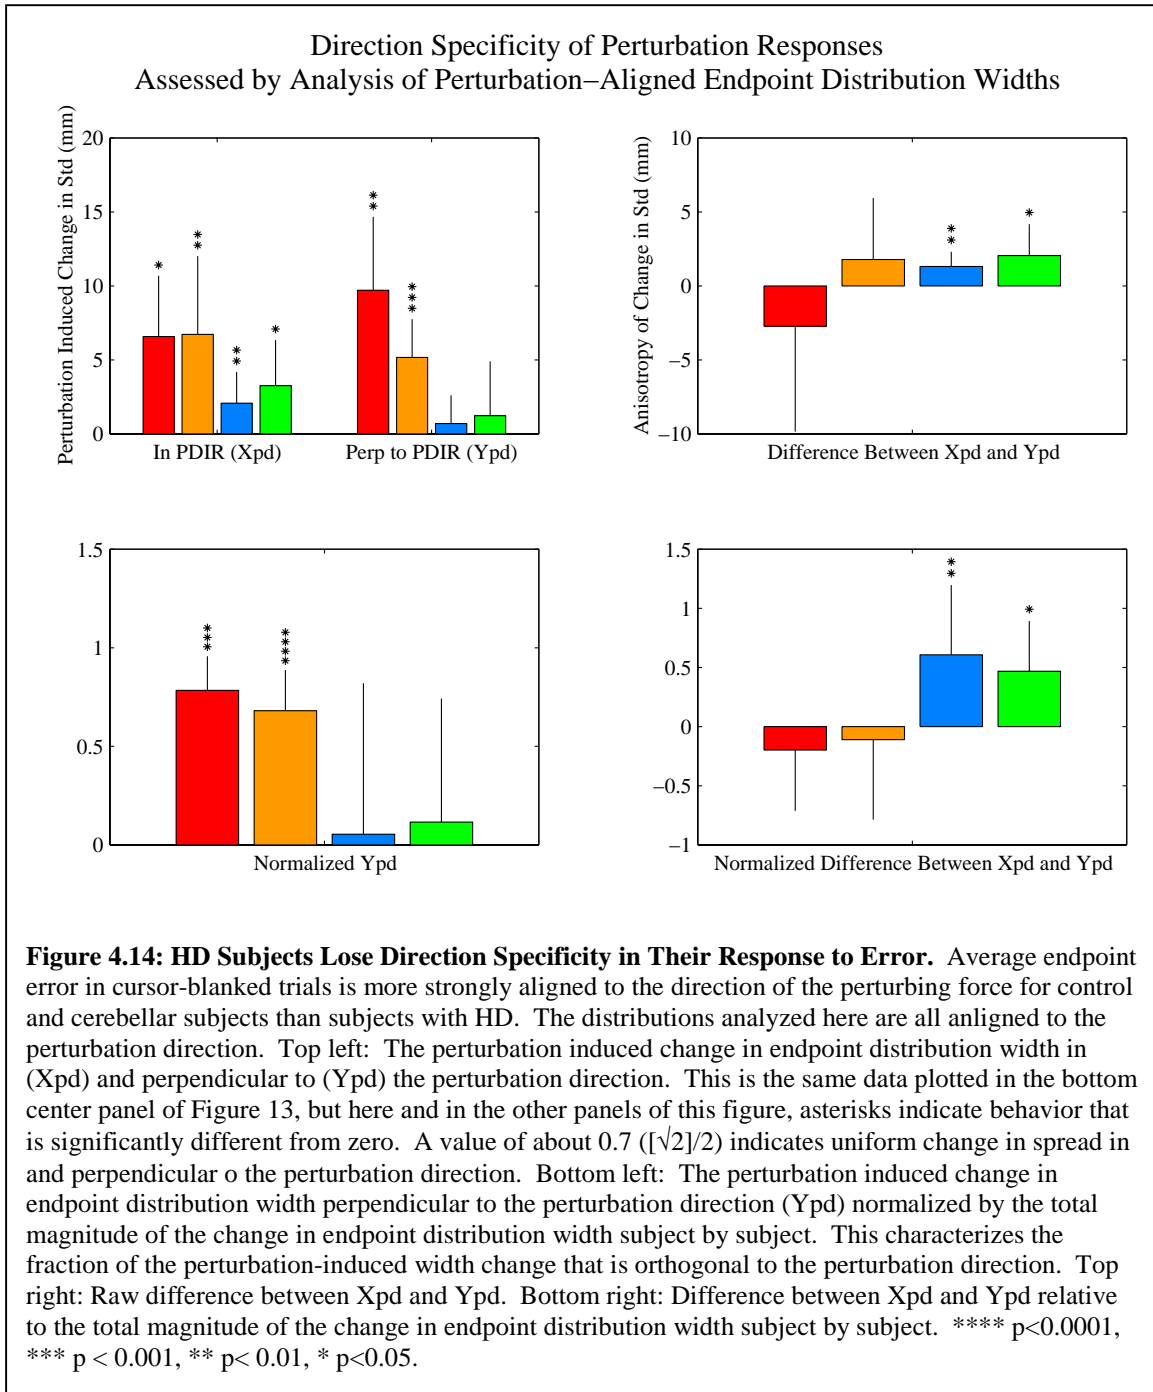 Direction Specificity of Perturbation Responses
Assessed by Analysis of Perturbation–Aligned Endpoint Distribution Widths
Perturbation Induced Change in Std (mm)
20
15
10
5
0
*
**
**
*
**
***
In PDIR (Xpd)
Perp to PDIR (Ypd)
Anisotropy of Change in Std (mm)
10
5
0
−5
−10
**
*
Difference Between Xpd and Ypd
1.5
1
0.5
0
***
****
Normalized Ypd
1.5
1
0.5
0
−0.5
−1
**
*
Normalized Difference Between Xpd and Ypd
Figure 4.14: HD Subjects Lose Direction Specificity in Their Response to Error. Average endpoint
error in cursor-blanked trials is more strongly aligned to the direction of the perturbing force for control
and cerebellar subjects than subjects with HD. The distributions analyzed here are all anligned to the
perturbation direction. Top left: The perturbation induced change in endpoint distribution width in
(Xpd) and perpendicular to (Ypd) the perturbation direction. This is the same data plotted in the bottom
center panel of Figure 13, but here and in the other panels of this figure, asterisks indicate behavior that
is significantly different from zero. A value of about 0.7 ([√2]/2) indicates uniform change in spread in
and perpendicular o the perturbation direction. Bottom left: The perturbation induced change in
endpoint distribution width perpendicular to the perturbation direction (Ypd) normalized by the total
magnitude of the change in endpoint distribution width subject by subject. This characterizes the
fraction of the perturbation-induced width change that is orthogonal to the perturbation direction. Top
right: Raw difference between Xpd and Ypd. Bottom right: Difference between Xpd and Ypd relative
to the total magnitude of the change in endpoint distribution width subject by subject. **** p<0.0001,
*** p < 0.001, ** p< 0.01, * p<0.05.